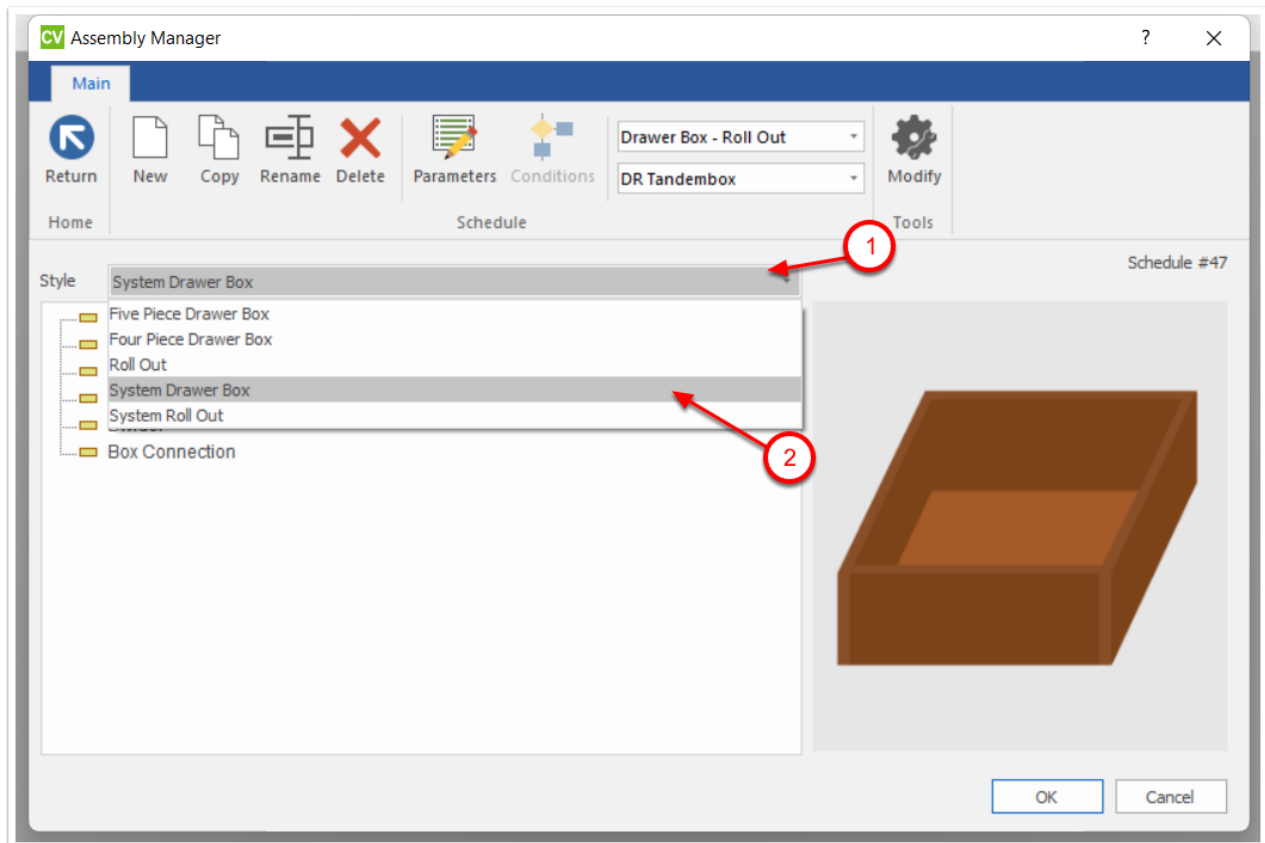 CV Assembly Manager ?
Main
Drawer Box - Roll Out
DR Tandembox
Return New Copy Rename Delete Parameters Conditions Modify
Home Schedule Tools
1
Schedule #47
Style System Drawer Box
Five Piece Drawer Box
Four Piece Drawer Box
Roll Out
System Drawer Box
System Roll Out
Box Connection
2
OK Cancel